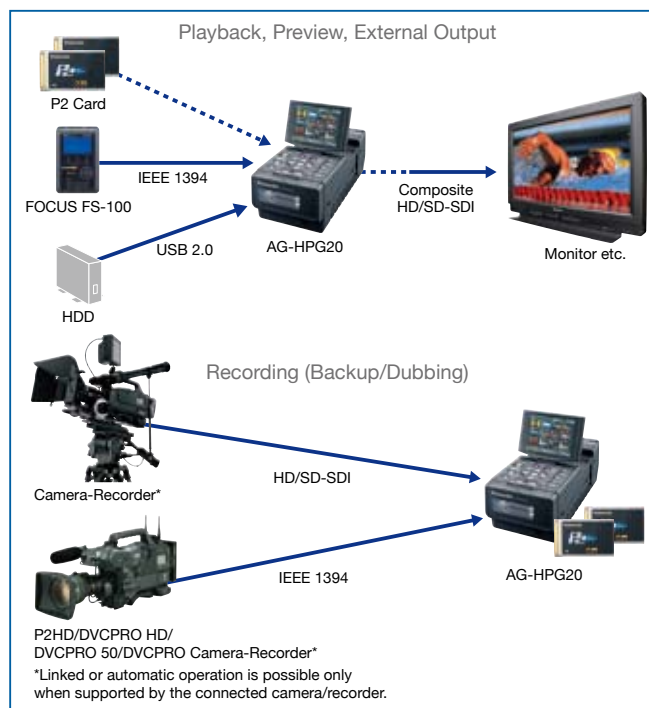 Playback, Preview, External Output
P2 Card
IEEE 1394
FOCUS FS-100
USB 2.0
AG-HPG20
Composite
HD/SD-SDI
Monitor etc.
HDD
Recording (Backup/Dubbing)
Camera-Recorder*
HD/SD-SDI
IEEE 1394
AG-HPG20
P2HD/DVCPRO HD/
DVCPRO 50/DVCPRO Camera-Recorder*
*Linked or automatic operation is possible only
when supported by the connected camera/recorder.